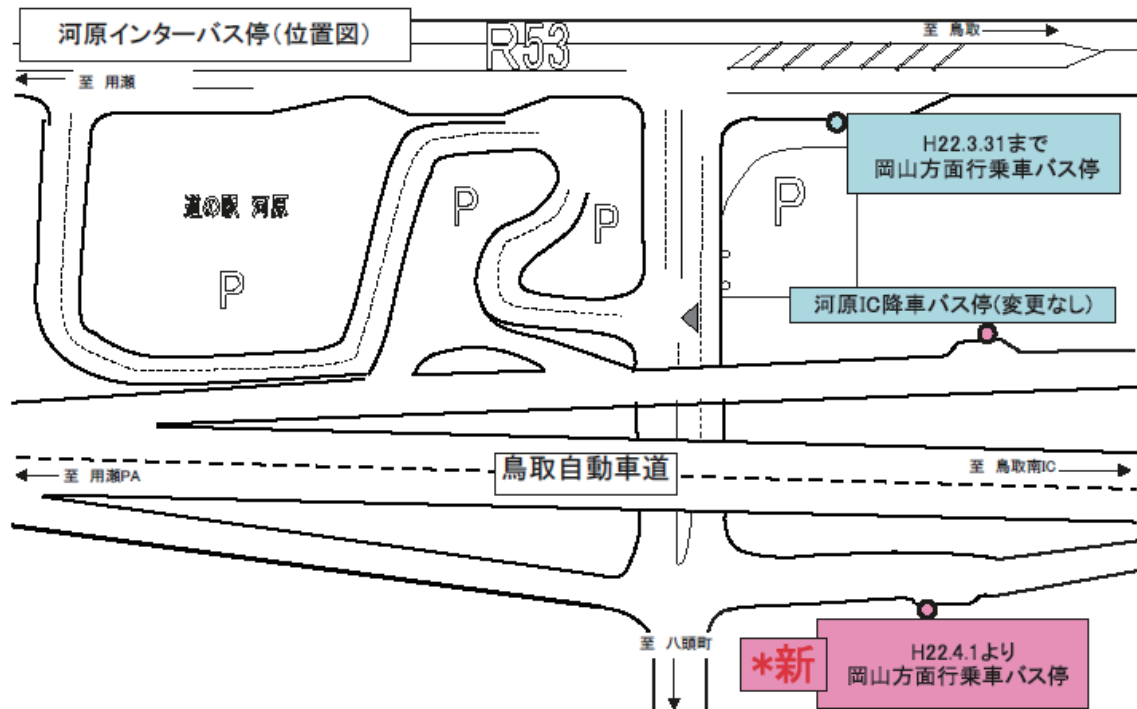 河原インターバス停(位置図)
R53
至 鳥取
至 用瀬
H22.3.31まで
岡山方面行乗車バス停
道の駅 河原
P
P
P
P
河原IC降車バス停(変更なし)
鳥取自動車道
至 用瀬PA
至 鳥取南IC
至 八頭町
*新
H22.4.1より
岡山方面行乗車バス停